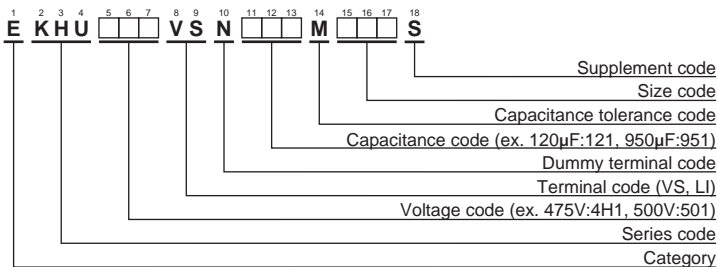 1 2 3 4 5 6 7 8 9 10 11 12 13 14 15 16 17 18
E KHU VS N M S
Supplement code
Size code
Capacitance tolerance code
Capacitance code (ex. 120µF:121, 950µF:951)
Dummy terminal code
Terminal code (VS, LI)
Voltage code (ex. 475V:4H1, 500V:501)
Series code
Category